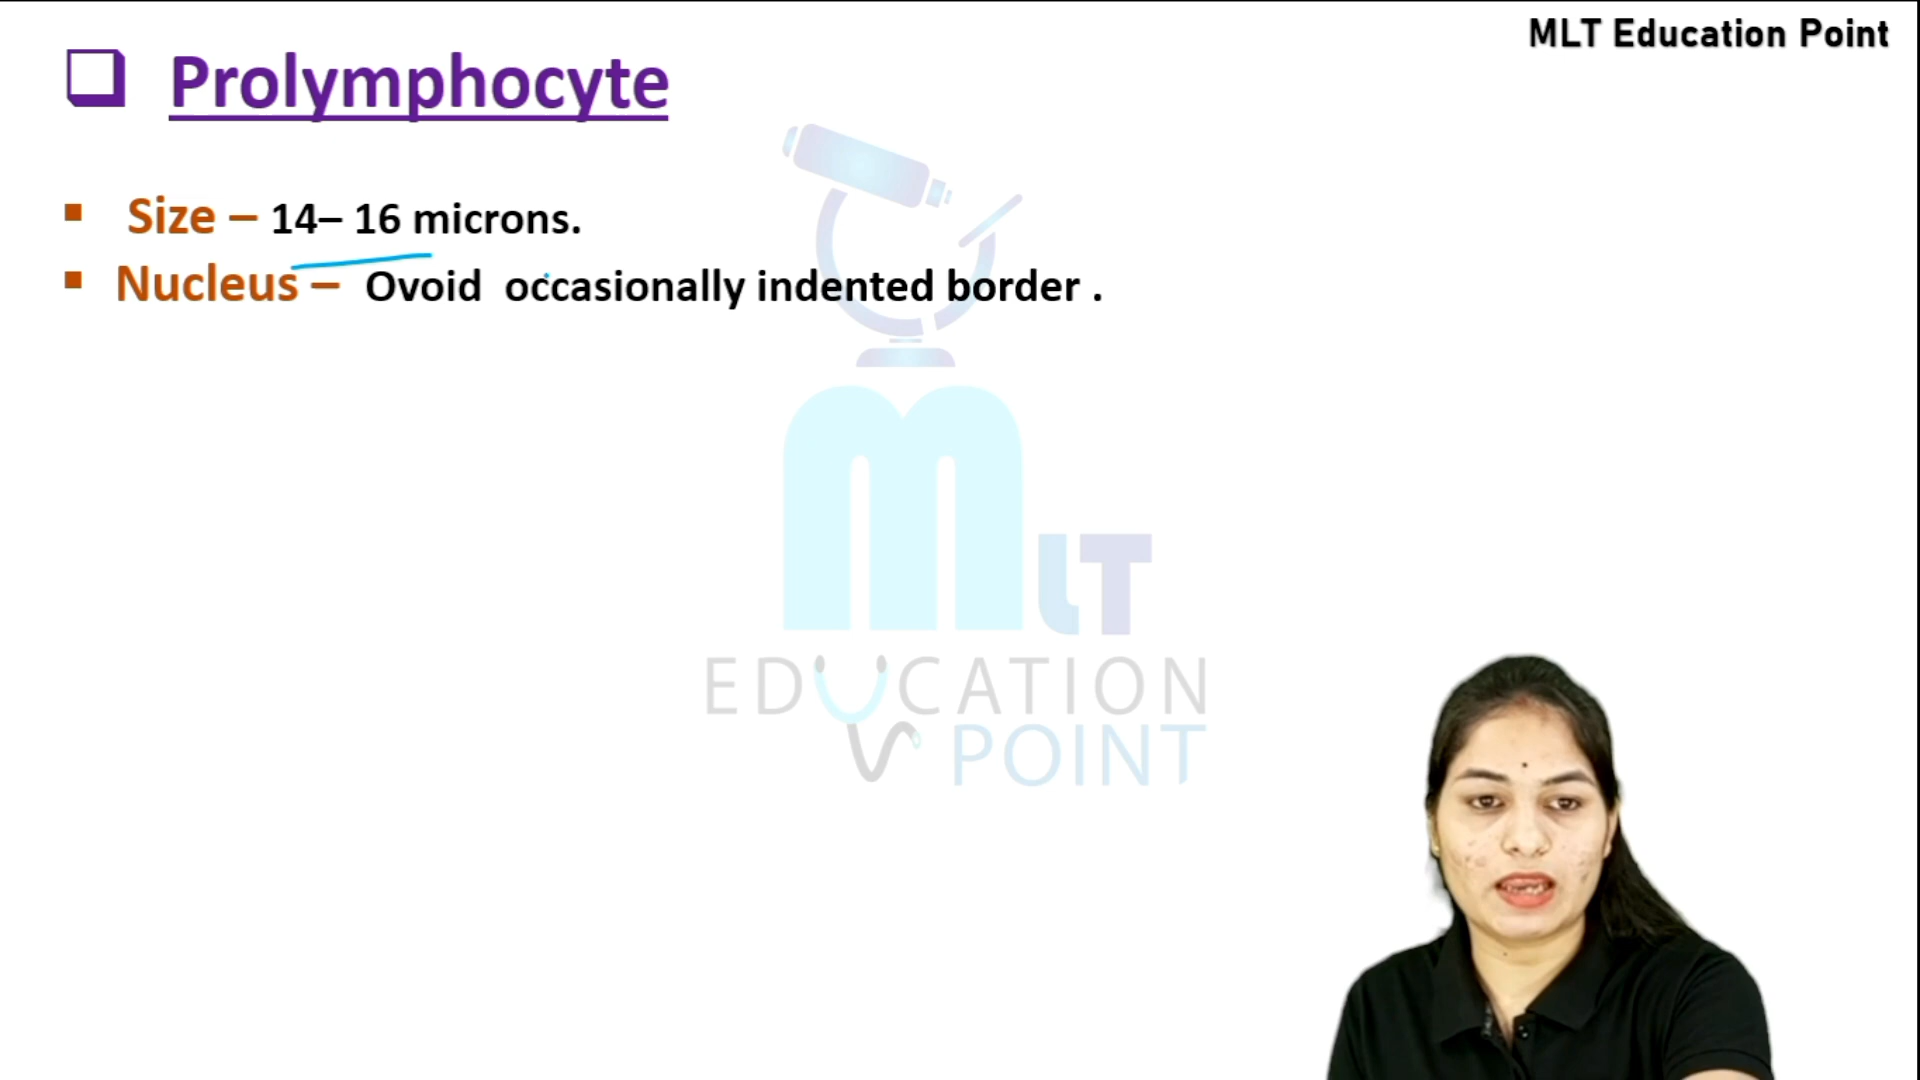 MLT Education Point
Prolymphocyte
Size – 14– 16 microns.
Nucleus – Ovoid occasionally indented border .
MLT
EDUCATION
POINT